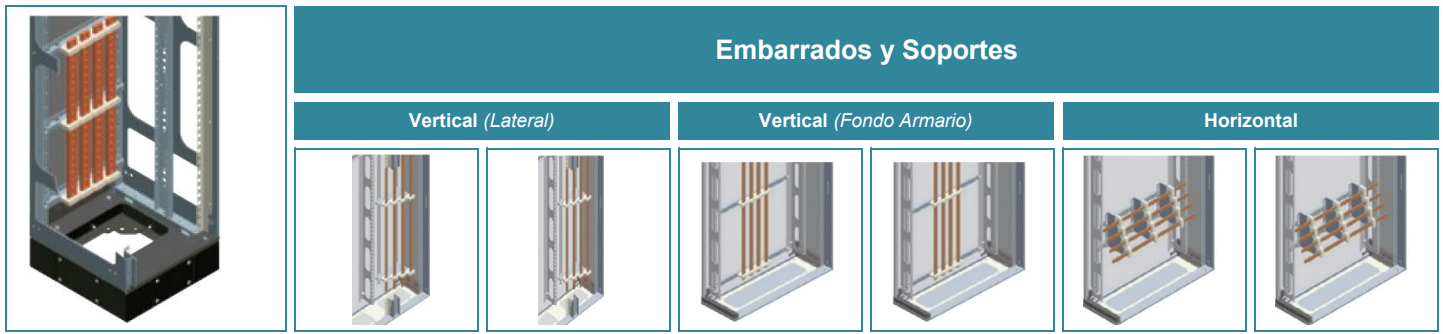 Embarrados y Soportes
Vertical (Lateral)
Vertical (Fondo Armario)
Horizontal